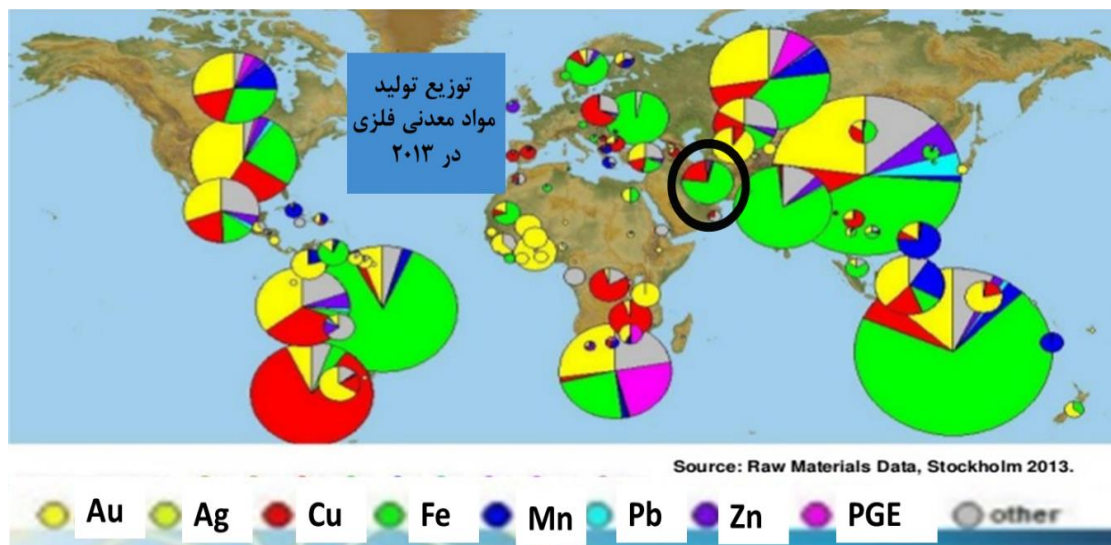 توزیع تولید
مواد معدنی فلزی
در ۲۰۱۳
Source: Raw Materials Data, Stockholm 2013.
Au Ag Cu Fe Mn Pb Zn PGE other